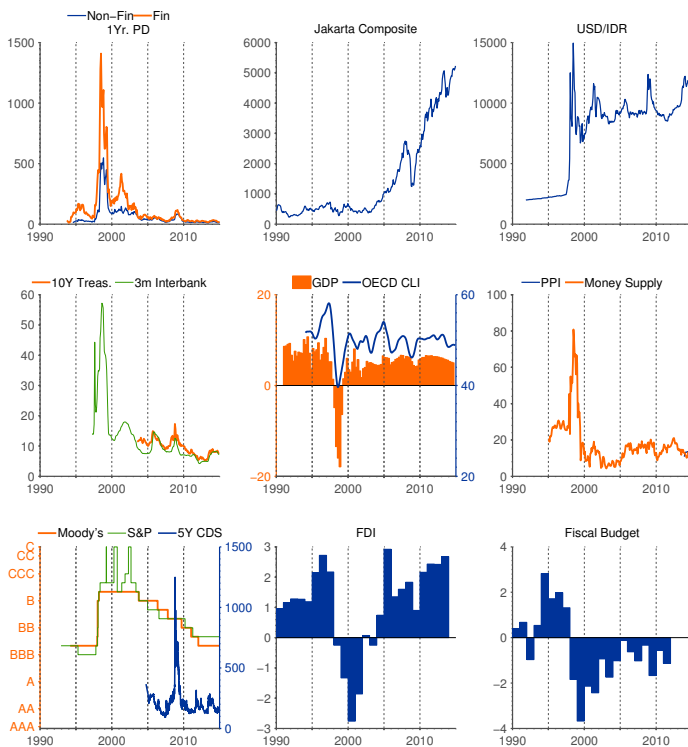 Non-Fin Fin
1Yr. PD
1500
1000
500
0
1990 2000 2010
Jakarta Composite
6000
5000
4000
3000
2000
1000
0
1990 2000 2010
USD/IDR
15000
10000
5000
0
1990 2000 2010
10Y Treas. 3m Interbank
60
50
40
30
20
10
0
1990 2000 2010
GDP OECD CLI
20
0
−20
60
40
20
1990 2000 2010
PPI Money Supply
100
80
60
40
20
0
1990 2000 2010
Moody's S&P 5Y CDS
C
CC
CCC
B
BB
BBB
A
AA
AAA
1500
1000
500
0
1990 2000 2010
FDI
3
2
1
0
−1
−2
−3
1990 2000 2010
Fiscal Budget
4
2
0
−2
−4
1990 2000 2010